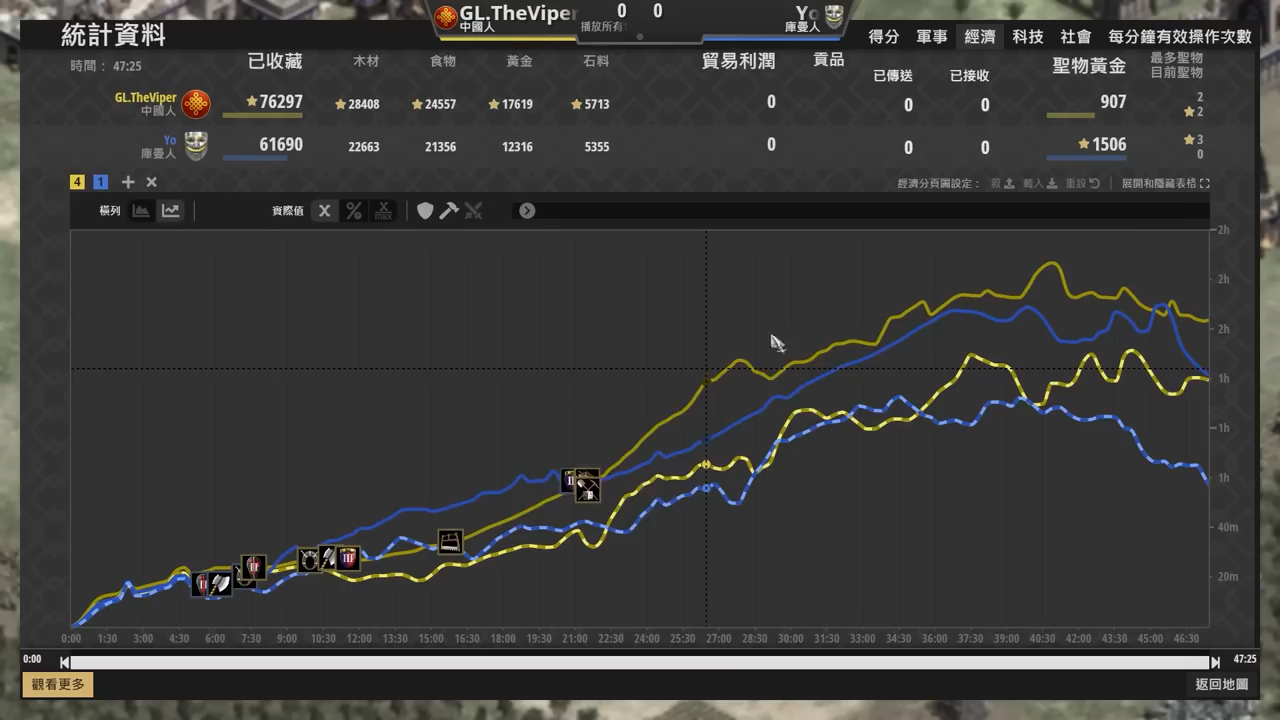 GL.TheViper 0 0 Yo
中國人 播放所有 庫曼人
統計資料
得分 軍事 經濟 科技 社會 每分鐘有效操作次數
時間： 47:25
已收藏 木材 食物 黃金 石料 貿易利潤 貢品 已傳送 已接收 聖物黃金 最多聖物
目前聖物
GL.TheViper 76297 28408 24557 17619 5713 0 0 0 907 2
中國人 2
Yo 61690 22663 21356 12316 5355 0 0 0 1506 3
庫曼人 0
4 1 + × 經濟分頁圖設定： 載入 重設 展開和隱藏表格
橫列 實際值 X % X max
2h
2h
2h
1h
1h
1h
40m
20m
II II II III II
0:00 1:30 3:00 4:30 6:00 7:30 9:00 10:30 12:00 13:30 15:00 16:30 18:00 19:30 21:00 22:30 24:00 25:30 27:00 28:30 30:00 31:30 33:00 34:30 36:00 37:30 39:00 40:30 42:00 43:30 45:00 46:30
0:00 47:25
觀看更多 返回地圖